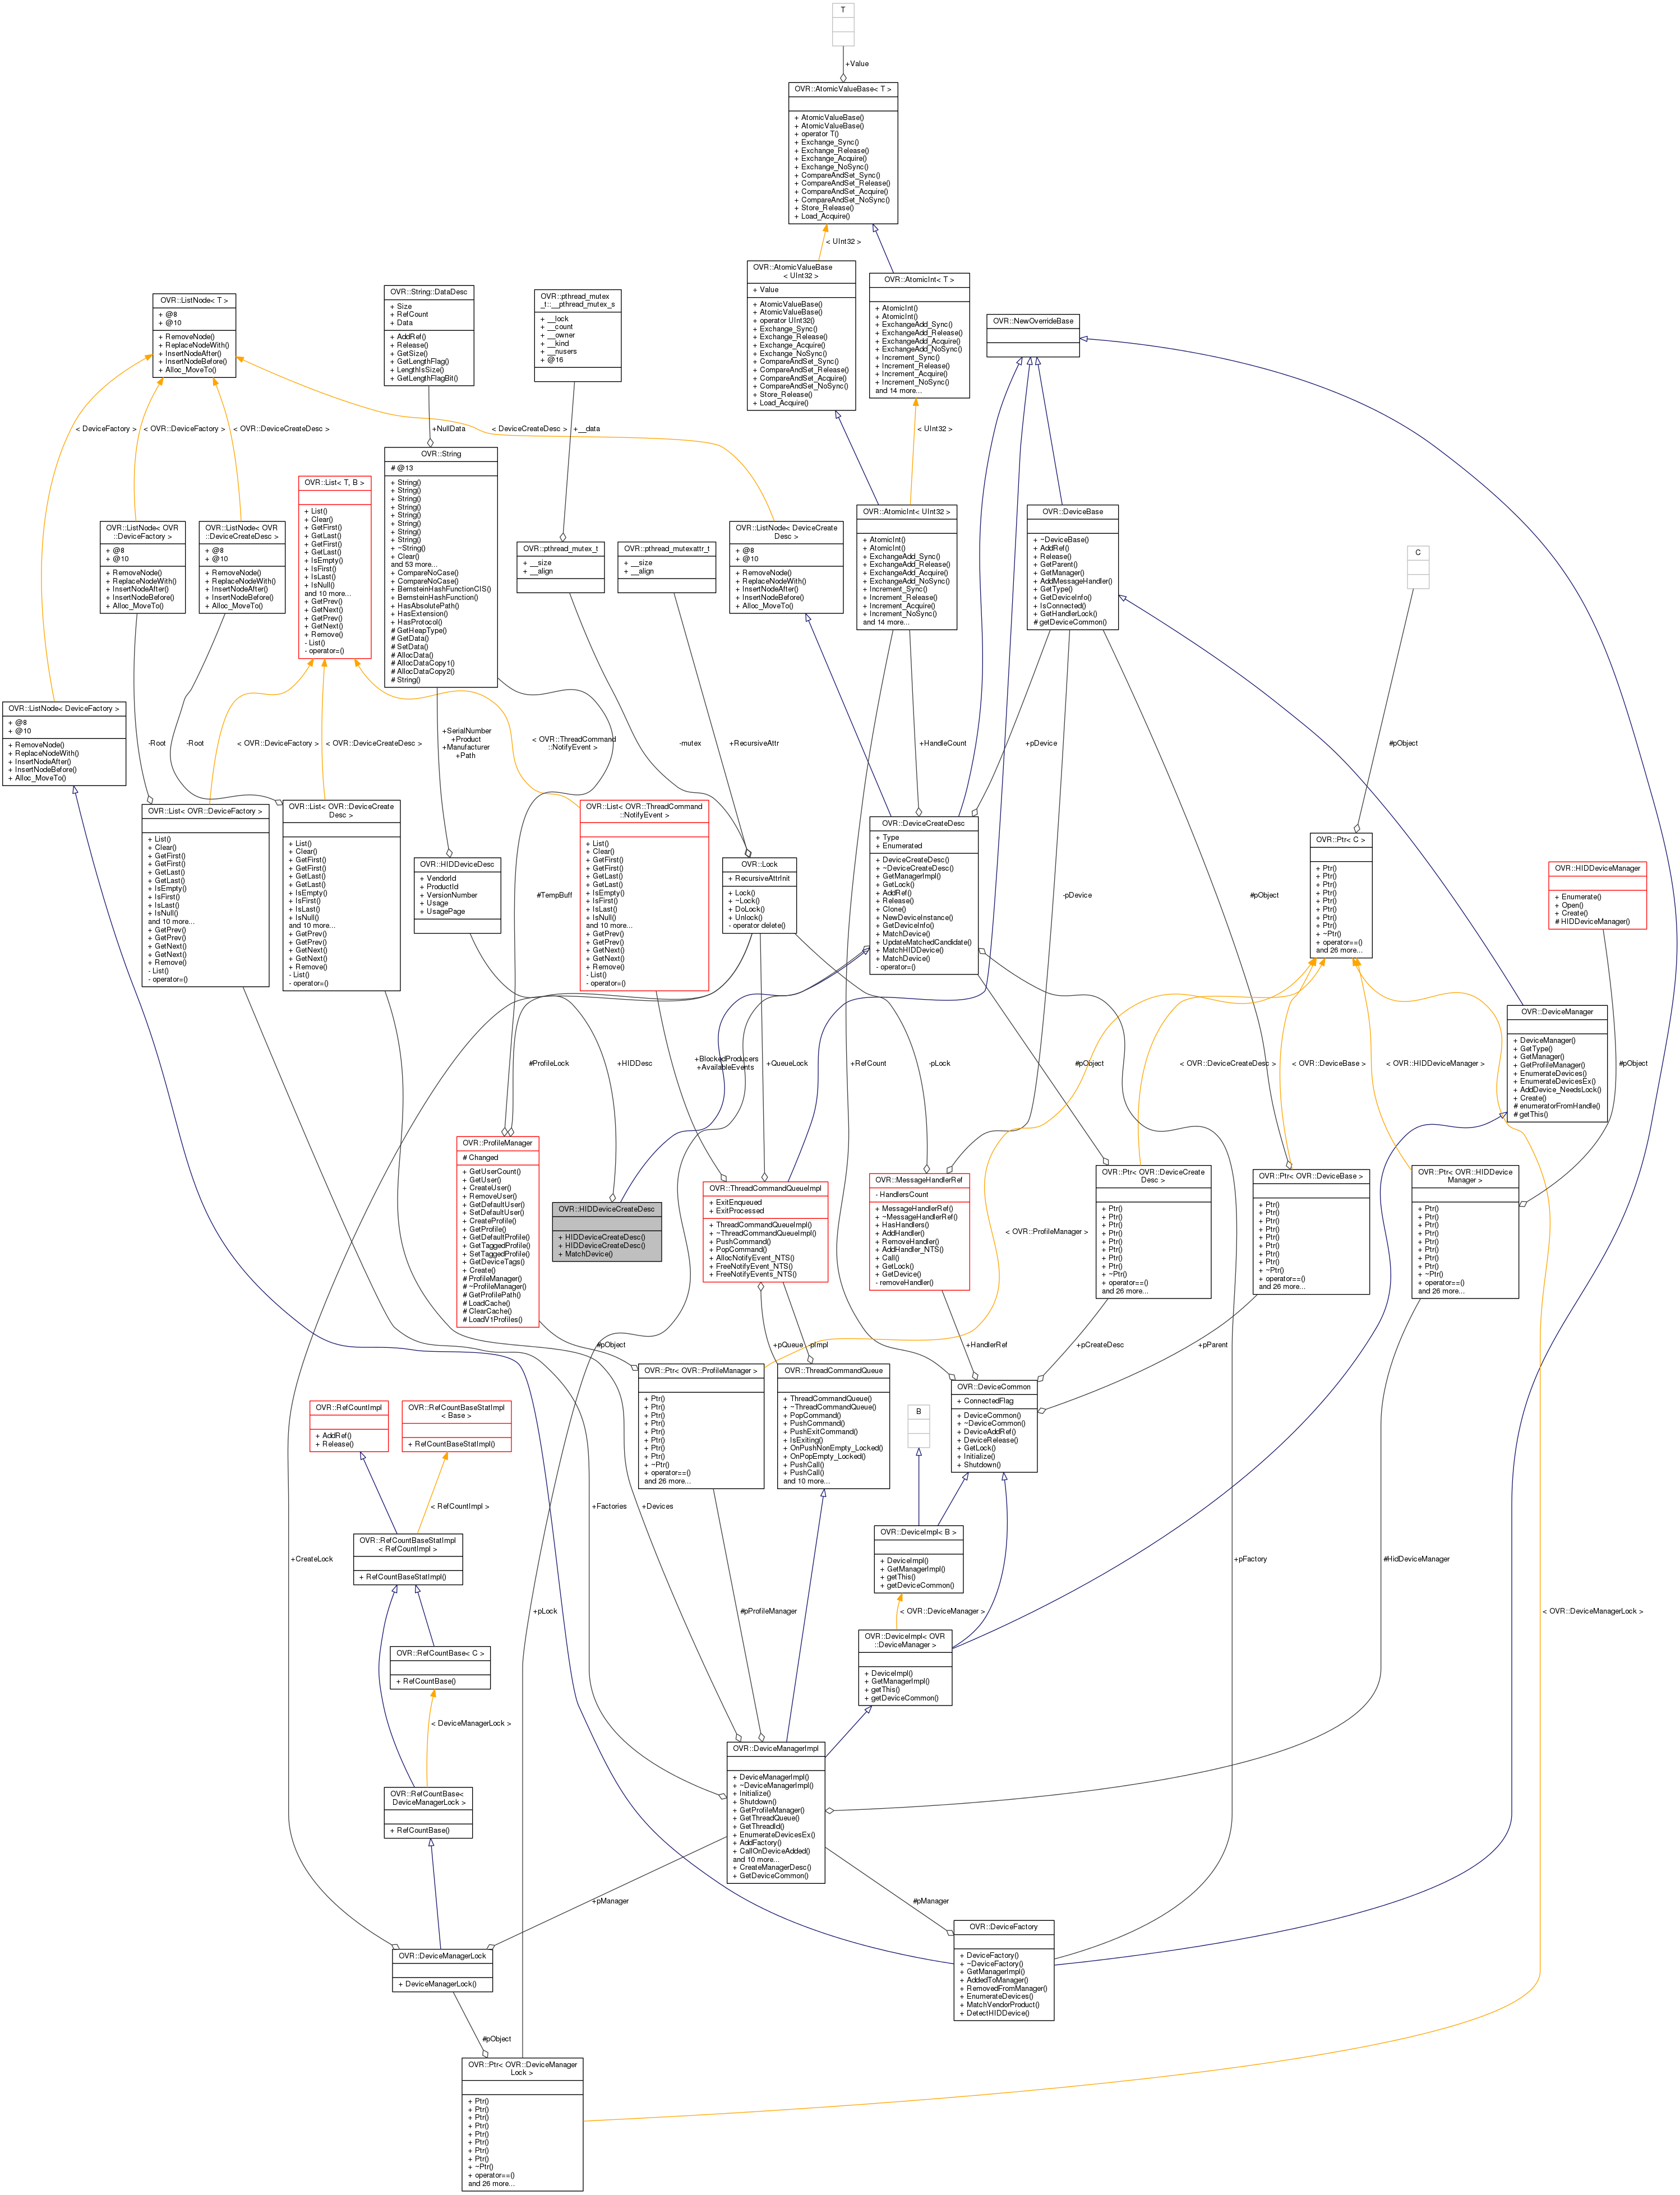 T
+Value
OVR::AtomicValueBase< T >
+ AtomicValueBase()
+ AtomicValueBase()
+ operator T()
+ Exchange_Sync()
+ Exchange_Release()
+ Exchange_Acquire()
+ Exchange_NoSync()
+ CompareAndSet_Sync()
+ CompareAndSet_Release()
+ CompareAndSet_Acquire()
+ CompareAndSet_NoSync()
+ Store_Release()
+ Load_Acquire()
< UInt32 >
OVR::AtomicValueBase
< UInt32 >
+ Value
+ AtomicValueBase()
+ AtomicValueBase()
+ operator UInt32()
+ Exchange_Sync()
+ Exchange_Release()
+ Exchange_Acquire()
+ Exchange_NoSync()
+ CompareAndSet_Sync()
+ CompareAndSet_Release()
+ CompareAndSet_Acquire()
+ CompareAndSet_NoSync()
+ Store_Release()
+ Load_Acquire()
OVR::AtomicInt< T >
+ AtomicInt()
+ AtomicInt()
+ ExchangeAdd_Sync()
+ ExchangeAdd_Release()
+ ExchangeAdd_Acquire()
+ ExchangeAdd_NoSync()
+ Increment_Sync()
+ Increment_Release()
+ Increment_Acquire()
+ Increment_NoSync()
and 14 more...
OVR::ListNode< T >
+ @8
+ @10
+ RemoveNode()
+ ReplaceNodeWith()
+ InsertNodeAfter()
+ InsertNodeBefore()
+ Alloc_MoveTo()
OVR::String::DataDesc
+ Size
+ RefCount
+ Data
+ AddRef()
+ Release()
+ GetSize()
+ GetLengthFlag()
+ LengthIsSize()
+ GetLengthFlagBit()
OVR::pthread_mutex
_t::__pthread_mutex_s
+ __lock
+ __count
+ __owner
+ __kind
+ __nusers
+ @16
OVR::NewOverrideBase
< DeviceFactory >
< OVR::DeviceFactory >
< OVR::DeviceCreateDesc >
+NullData
< DeviceCreateDesc >
+__data
< UInt32 >
OVR::String
# @13
+ String()
+ String()
+ String()
+ String()
+ String()
+ String()
+ String()
+ String()
+ ~String()
+ Clear()
and 53 more...
+ CompareNoCase()
+ CompareNoCase()
+ BernsteinHashFunctionCIS()
+ BernsteinHashFunction()
+ HasAbsolutePath()
+ HasExtension()
+ HasProtocol()
# GetHeapType()
# GetData()
# SetData()
# AllocData()
# AllocDataCopy1()
# AllocDataCopy2()
# String()
OVR::List< T, B >
+ List()
+ Clear()
+ GetFirst()
+ GetLast()
+ GetFirst()
+ GetLast()
+ IsEmpty()
+ IsFirst()
+ IsLast()
+ IsNull()
and 10 more...
+ GetPrev()
+ GetNext()
+ GetPrev()
+ GetNext()
+ Remove()
- List()
- operator=()
OVR::ListNode< OVR
::DeviceFactory >
+ @8
+ @10
+ RemoveNode()
+ ReplaceNodeWith()
+ InsertNodeAfter()
+ InsertNodeBefore()
+ Alloc_MoveTo()
OVR::ListNode< OVR
::DeviceCreateDesc >
+ @8
+ @10
+ RemoveNode()
+ ReplaceNodeWith()
+ InsertNodeAfter()
+ InsertNodeBefore()
+ Alloc_MoveTo()
OVR::pthread_mutex_t
+ __size
+ __align
OVR::pthread_mutexattr_t
+ __size
+ __align
OVR::ListNode< DeviceCreate
Desc >
+ @8
+ @10
+ RemoveNode()
+ ReplaceNodeWith()
+ InsertNodeAfter()
+ InsertNodeBefore()
+ Alloc_MoveTo()
OVR::AtomicInt< UInt32 >
+ AtomicInt()
+ AtomicInt()
+ ExchangeAdd_Sync()
+ ExchangeAdd_Release()
+ ExchangeAdd_Acquire()
+ ExchangeAdd_NoSync()
+ Increment_Sync()
+ Increment_Release()
+ Increment_Acquire()
+ Increment_NoSync()
and 14 more...
OVR::DeviceBase
+ ~DeviceBase()
+ AddRef()
+ Release()
+ GetParent()
+ GetManager()
+ AddMessageHandler()
+ GetType()
+ GetDeviceInfo()
+ IsConnected()
+ GetHandlerLock()
# getDeviceCommon()
C
OVR::ListNode< DeviceFactory >
+ @8
+ @10
+ RemoveNode()
+ ReplaceNodeWith()
+ InsertNodeAfter()
+ InsertNodeBefore()
+ Alloc_MoveTo()
-Root
-Root
< OVR::DeviceFactory >
< OVR::DeviceCreateDesc >
+SerialNumber
+Product
+Manufacturer
+Path
< OVR::ThreadCommand
::NotifyEvent >
-mutex
+RecursiveAttr
+HandleCount
+pDevice
#pObject
OVR::List< OVR::DeviceFactory >
+ List()
+ Clear()
+ GetFirst()
+ GetFirst()
+ GetLast()
+ GetLast()
+ IsEmpty()
+ IsFirst()
+ IsLast()
+ IsNull()
and 10 more...
+ GetPrev()
+ GetPrev()
+ GetNext()
+ GetNext()
+ Remove()
- List()
- operator=()
OVR::List< OVR::DeviceCreate
Desc >
+ List()
+ Clear()
+ GetFirst()
+ GetFirst()
+ GetLast()
+ GetLast()
+ IsEmpty()
+ IsFirst()
+ IsLast()
+ IsNull()
and 10 more...
+ GetPrev()
+ GetPrev()
+ GetNext()
+ GetNext()
+ Remove()
- List()
- operator=()
OVR::HIDDeviceDesc
+ VendorId
+ ProductId
+ VersionNumber
+ Usage
+ UsagePage
#TempBuff
OVR::List< OVR::ThreadCommand
::NotifyEvent >
+ List()
+ Clear()
+ GetFirst()
+ GetFirst()
+ GetLast()
+ GetLast()
+ IsEmpty()
+ IsFirst()
+ IsLast()
+ IsNull()
and 10 more...
+ GetPrev()
+ GetPrev()
+ GetNext()
+ GetNext()
+ Remove()
- List()
- operator=()
OVR::Lock
+ RecursiveAttrInit
+ Lock()
+ ~Lock()
+ DoLock()
+ Unlock()
- operator delete()
OVR::DeviceCreateDesc
+ Type
+ Enumerated
+ DeviceCreateDesc()
+ ~DeviceCreateDesc()
+ GetManagerImpl()
+ GetLock()
+ AddRef()
+ Release()
+ Clone()
+ NewDeviceInstance()
+ GetDeviceInfo()
+ MatchDevice()
+ UpdateMatchedCandidate()
+ MatchHIDDevice()
+ MatchDevice()
- operator=()
-pDevice
#pObject
OVR::Ptr< C >
+ Ptr()
+ Ptr()
+ Ptr()
+ Ptr()
+ Ptr()
+ Ptr()
+ Ptr()
+ Ptr()
+ ~Ptr()
+ operator==()
and 26 more...
OVR::HIDDeviceManager
+ Enumerate()
+ Open()
+ Create()
# HIDDeviceManager()
OVR::DeviceManager
+ DeviceManager()
+ GetType()
+ GetManager()
+ GetProfileManager()
+ EnumerateDevices()
+ EnumerateDevicesEx()
+ AddDevice_NeedsLock()
+ Create()
# enumeratorFromHandle()
# getThis()
#ProfileLock
+HIDDesc
+BlockedProducers
+AvailableEvents
+QueueLock
+RefCount
-pLock
#pObject
< OVR::DeviceCreateDesc >
< OVR::DeviceBase >
< OVR::HIDDeviceManager >
#pObject
OVR::ProfileManager
# Changed
+ GetUserCount()
+ GetUser()
+ CreateUser()
+ RemoveUser()
+ GetDefaultUser()
+ SetDefaultUser()
+ CreateProfile()
+ GetProfile()
+ GetDefaultProfile()
+ GetTaggedProfile()
+ SetTaggedProfile()
+ GetDeviceTags()
+ Create()
# ProfileManager()
# ~ProfileManager()
# GetProfilePath()
# LoadCache()
# ClearCache()
# LoadV1Profiles()
OVR::HIDDeviceCreateDesc
+ HIDDeviceCreateDesc()
+ HIDDeviceCreateDesc()
+ MatchDevice()
OVR::ThreadCommandQueueImpl
+ ExitEnqueued
+ ExitProcessed
+ ThreadCommandQueueImpl()
+ ~ThreadCommandQueueImpl()
+ PushCommand()
+ PopCommand()
+ AllocNotifyEvent_NTS()
+ FreeNotifyEvent_NTS()
+ FreeNotifyEvents_NTS()
OVR::MessageHandlerRef
- HandlersCount
+ MessageHandlerRef()
+ ~MessageHandlerRef()
+ HasHandlers()
+ AddHandler()
+ RemoveHandler()
+ AddHandler_NTS()
+ Call()
+ GetLock()
+ GetDevice()
- removeHandler()
< OVR::ProfileManager >
OVR::Ptr< OVR::DeviceCreate
Desc >
+ Ptr()
+ Ptr()
+ Ptr()
+ Ptr()
+ Ptr()
+ Ptr()
+ Ptr()
+ Ptr()
+ ~Ptr()
+ operator==()
and 26 more...
OVR::Ptr< OVR::DeviceBase >
+ Ptr()
+ Ptr()
+ Ptr()
+ Ptr()
+ Ptr()
+ Ptr()
+ Ptr()
+ Ptr()
+ ~Ptr()
+ operator==()
and 26 more...
OVR::Ptr< OVR::HIDDevice
Manager >
+ Ptr()
+ Ptr()
+ Ptr()
+ Ptr()
+ Ptr()
+ Ptr()
+ Ptr()
+ Ptr()
+ ~Ptr()
+ operator==()
and 26 more...
#pObject
+pQueue
-pImpl
+HandlerRef
+pCreateDesc
+pParent
OVR::RefCountImpl
+ AddRef()
+ Release()
OVR::RefCountBaseStatImpl
< Base >
+ RefCountBaseStatImpl()
OVR::Ptr< OVR::ProfileManager >
+ Ptr()
+ Ptr()
+ Ptr()
+ Ptr()
+ Ptr()
+ Ptr()
+ Ptr()
+ Ptr()
+ ~Ptr()
+ operator==()
and 26 more...
OVR::ThreadCommandQueue
+ ThreadCommandQueue()
+ ~ThreadCommandQueue()
+ PopCommand()
+ PushCommand()
+ PushExitCommand()
+ IsExiting()
+ OnPushNonEmpty_Locked()
+ OnPopEmpty_Locked()
+ PushCall()
+ PushCall()
and 10 more...
B
OVR::DeviceCommon
+ ConnectedFlag
+ DeviceCommon()
+ ~DeviceCommon()
+ DeviceAddRef()
+ DeviceRelease()
+ GetLock()
+ Initialize()
+ Shutdown()
< RefCountImpl >
+Factories
+Devices
OVR::RefCountBaseStatImpl
< RefCountImpl >
+ RefCountBaseStatImpl()
OVR::DeviceImpl< B >
+ DeviceImpl()
+ GetManagerImpl()
+ getThis()
+ getDeviceCommon()
+CreateLock
+pLock
#pProfileManager
< OVR::DeviceManager >
+pFactory
#HidDeviceManager
< OVR::DeviceManagerLock >
OVR::RefCountBase< C >
+ RefCountBase()
OVR::DeviceImpl< OVR
::DeviceManager >
+ DeviceImpl()
+ GetManagerImpl()
+ getThis()
+ getDeviceCommon()
< DeviceManagerLock >
OVR::RefCountBase<
DeviceManagerLock >
+ RefCountBase()
OVR::DeviceManagerImpl
+ DeviceManagerImpl()
+ ~DeviceManagerImpl()
+ Initialize()
+ Shutdown()
+ GetProfileManager()
+ GetThreadQueue()
+ GetThreadId()
+ EnumerateDevicesEx()
+ AddFactory()
+ CallOnDeviceAdded()
and 10 more...
+ CreateManagerDesc()
+ GetDeviceCommon()
+pManager
#pManager
OVR::DeviceManagerLock
+ DeviceManagerLock()
OVR::DeviceFactory
+ DeviceFactory()
+ ~DeviceFactory()
+ GetManagerImpl()
+ AddedToManager()
+ RemovedFromManager()
+ EnumerateDevices()
+ MatchVendorProduct()
+ DetectHIDDevice()
#pObject
OVR::Ptr< OVR::DeviceManager
Lock >
+ Ptr()
+ Ptr()
+ Ptr()
+ Ptr()
+ Ptr()
+ Ptr()
+ Ptr()
+ Ptr()
+ ~Ptr()
+ operator==()
and 26 more...